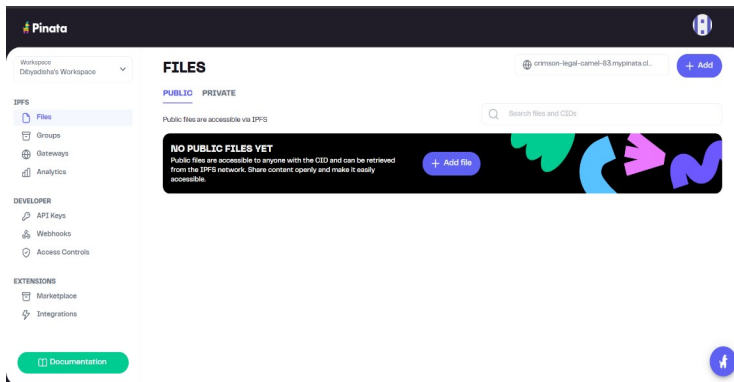 Pinata
Workspace
Dibyadisha's Workspace
IPFS
Files
Groups
Gateways
Analytics
DEVELOPER
API Keys
Webhooks
Access Controls
EXTENSIONS
Marketplace
Integrations
Documentation
FILES
crimson-legal-camel-83.mypinata.cl...
+ Add
PUBLIC PRIVATE
Public files are accessible via IPFS
Search files and CIDs
NO PUBLIC FILES YET
Public files are accessible to anyone with the CID and can be retrieved
from the IPFS network. Share content openly and make it easily
accessible.
+ Add file